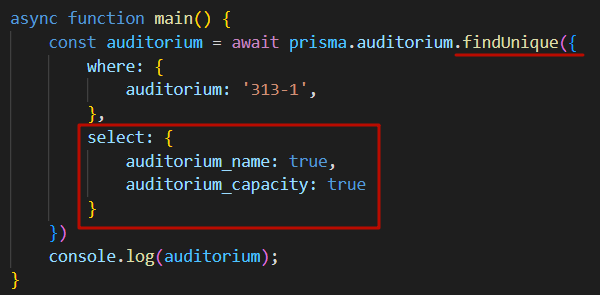 async function main() {
    const auditorium = await prisma.auditorium.findUnique({
        where: {
            auditorium: '313-1',
        },
        select: {
            auditorium_name: true,
            auditorium_capacity: true
        }
    })
    console.log(auditorium);
}